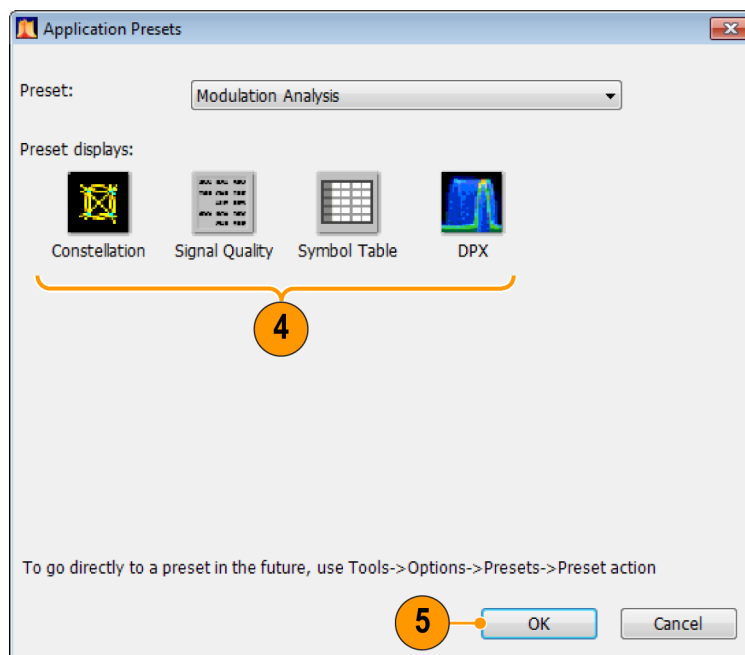 Application Presets
Preset: Modulation Analysis
Preset displays:
Constellation Signal Quality Symbol Table DPX
4
To go directly to a preset in the future, use Tools->Options->Presets->Preset action
5 OK Cancel